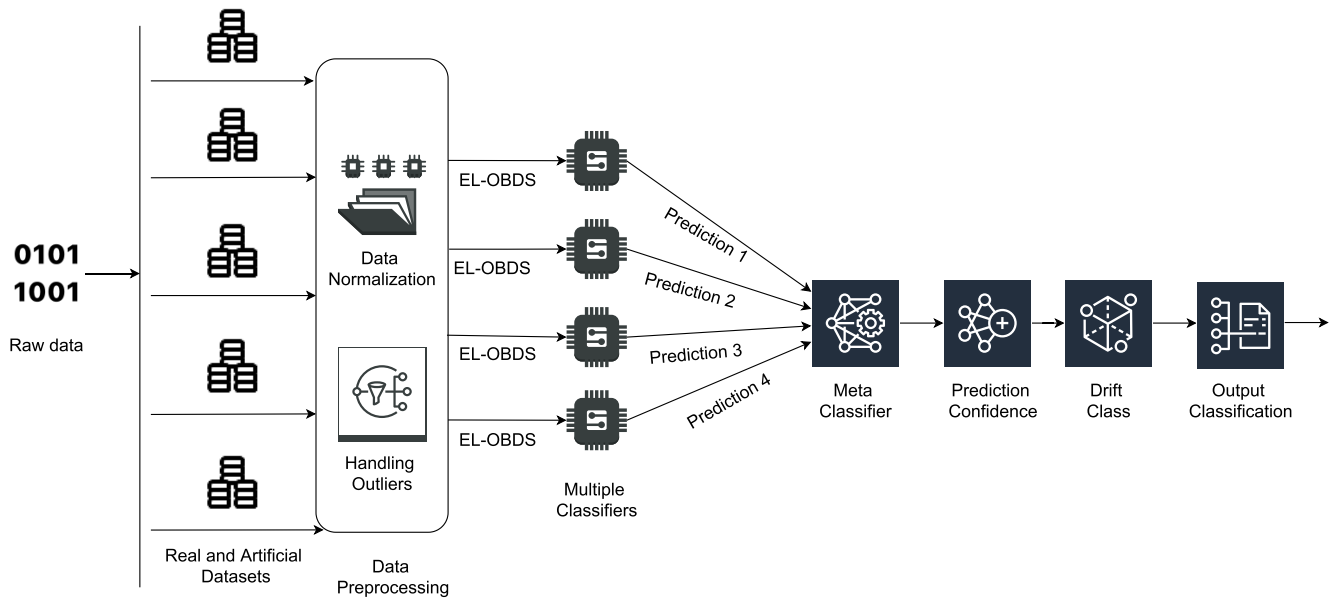 0101
1001
Raw data
Real and Artificial
Datasets
Data
Normalization
Handling
Outliers
Data
Preprocessing
EL-OBDS
EL-OBDS
EL-OBDS
EL-OBDS
Multiple
Classifiers
Prediction 1
Prediction 2
Prediction 3
Prediction 4
Meta
Classifier
Prediction
Confidence
Drift
Class
Output
Classification